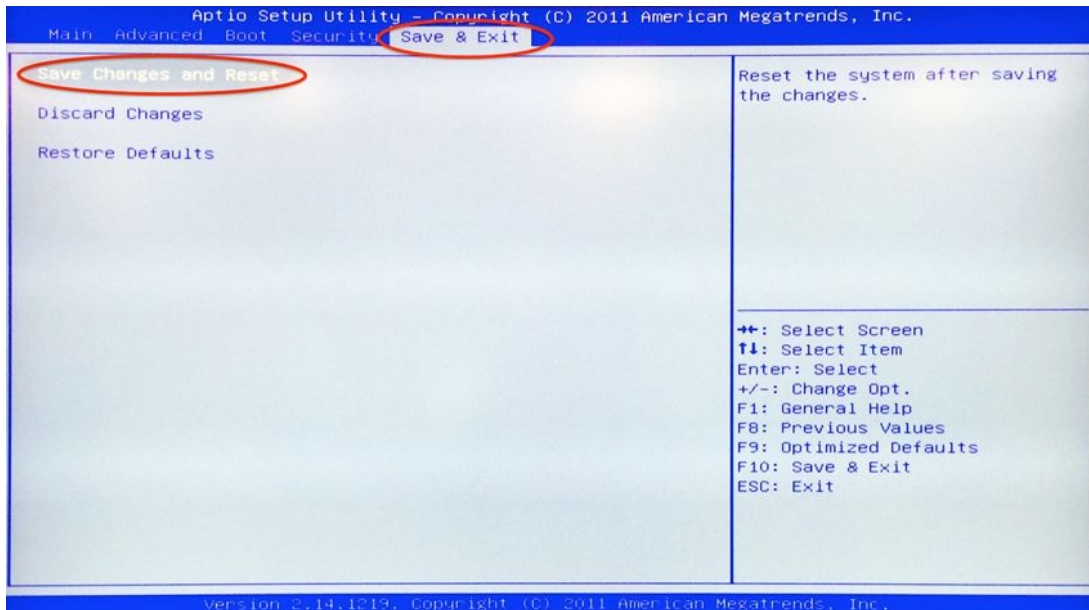 Aptio Setup Utility – Copyright (C) 2011 American Megatrends, Inc.
Main Advanced Boot Security Save & Exit
Save Changes and Reset
Discard Changes
Restore Defaults
Reset the system after saving
the changes.
→←: Select Screen
↑↓: Select Item
Enter: Select
+/-: Change Opt.
F1: General Help
F8: Previous Values
F9: Optimized Defaults
F10: Save & Exit
ESC: Exit
Version 2.14.1219. Copyright (C) 2011 American Megatrends, Inc.